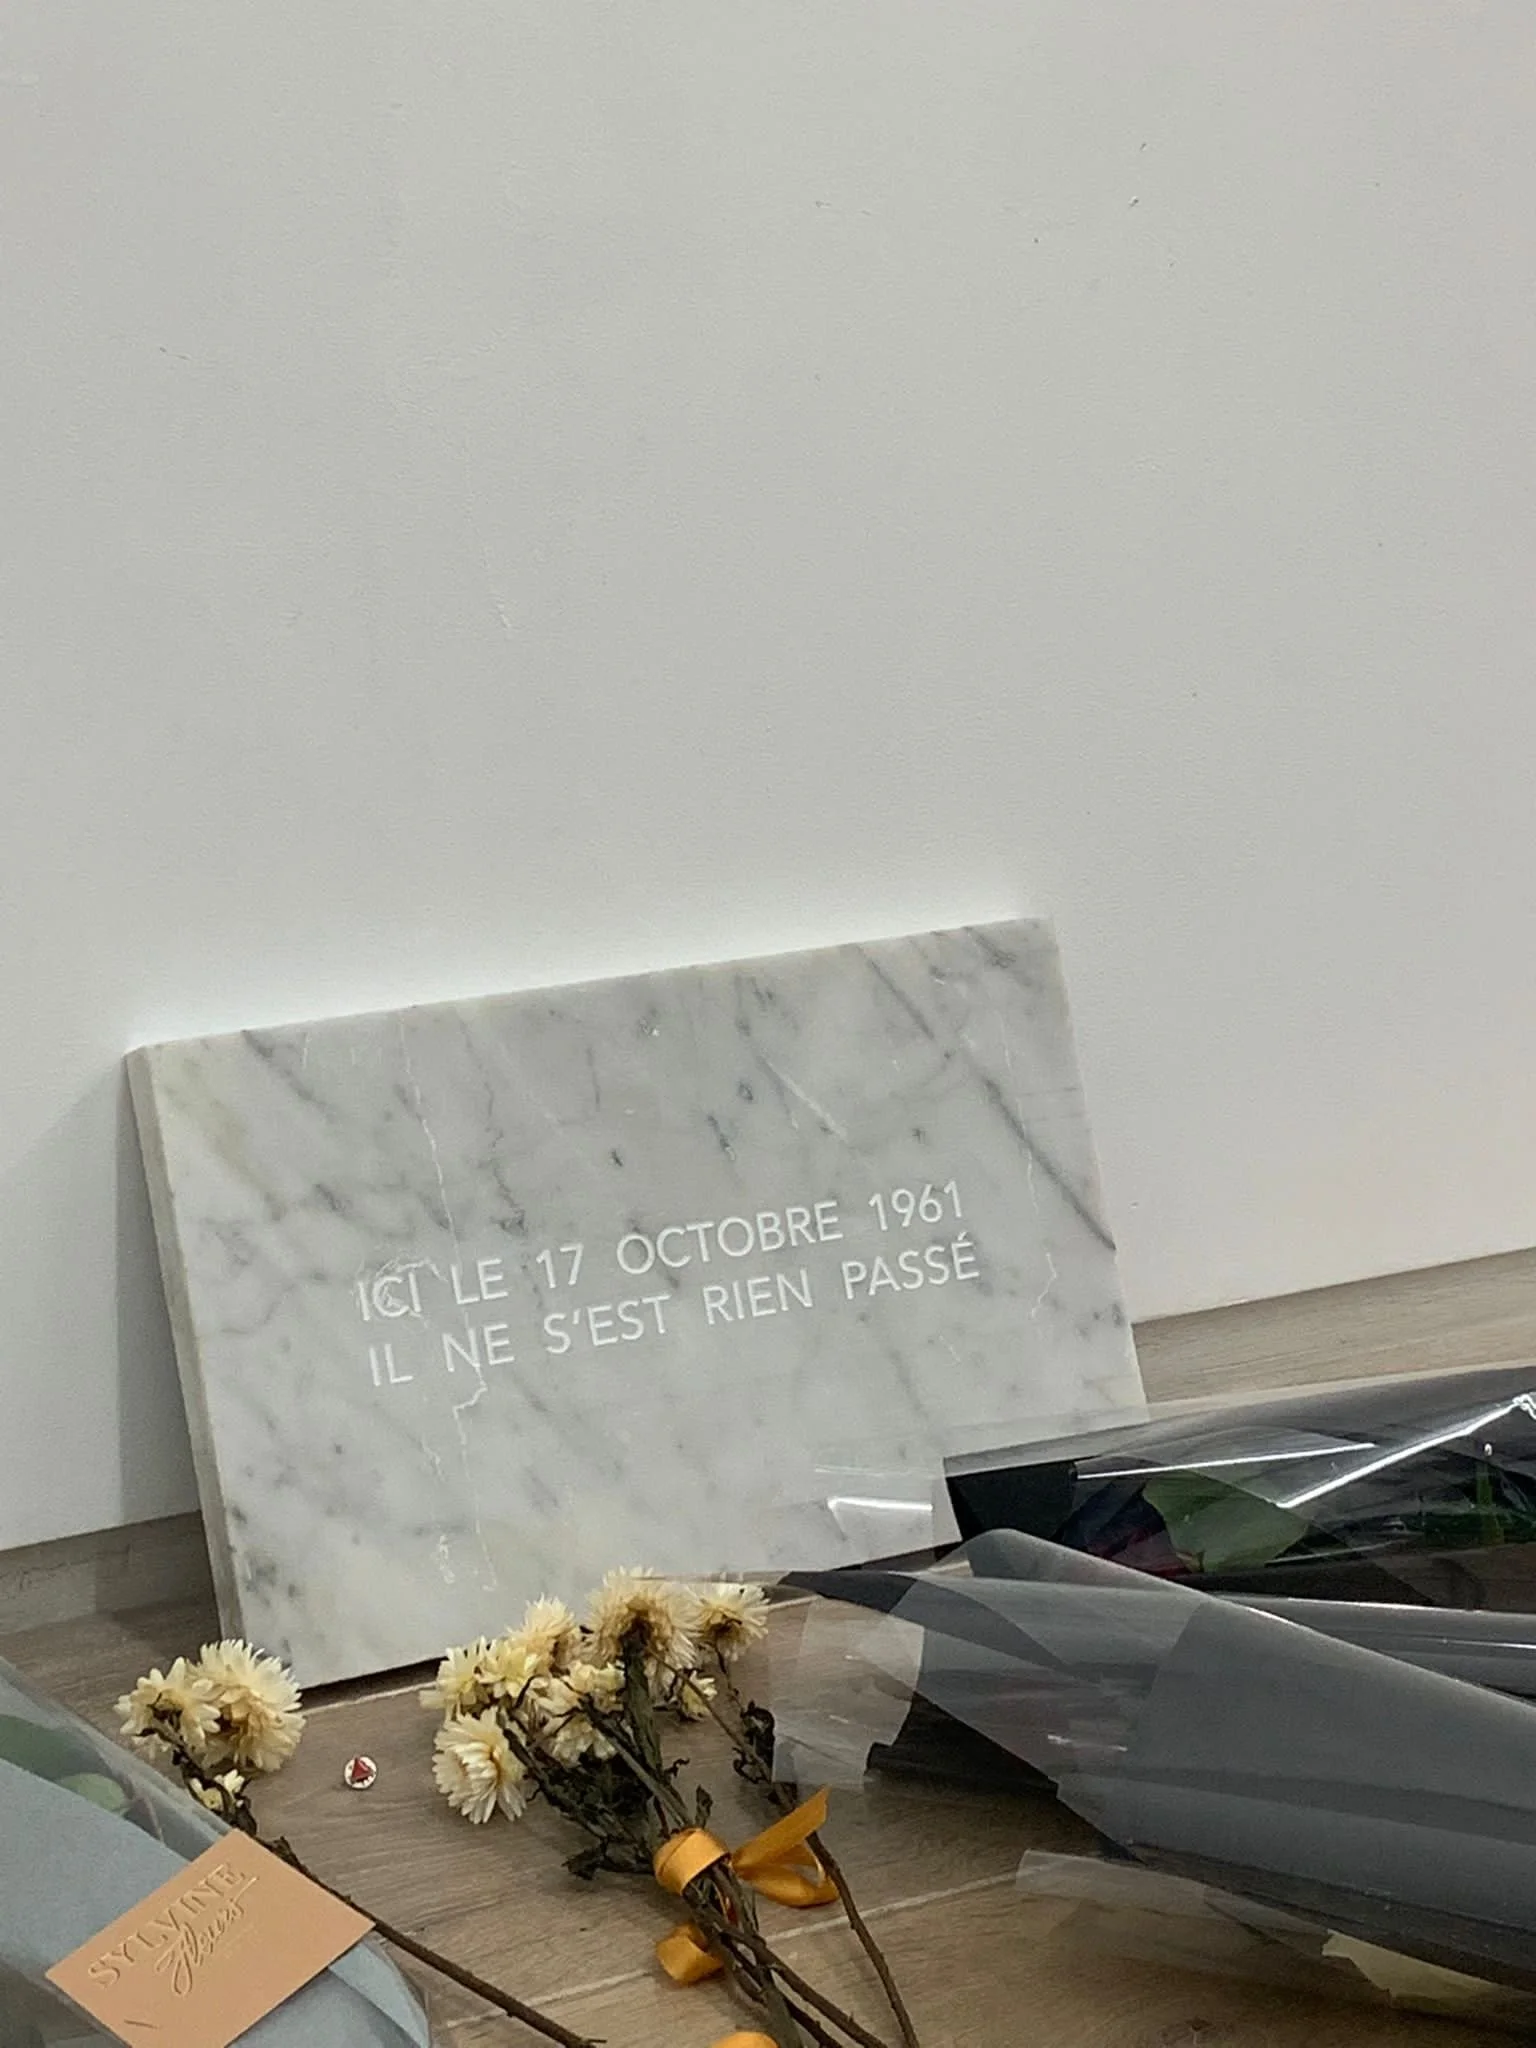 ICI LE 17 OCTOBRE 1961
IL NE S'EST RIEN PASSÉ
SYLVINE
fleurs